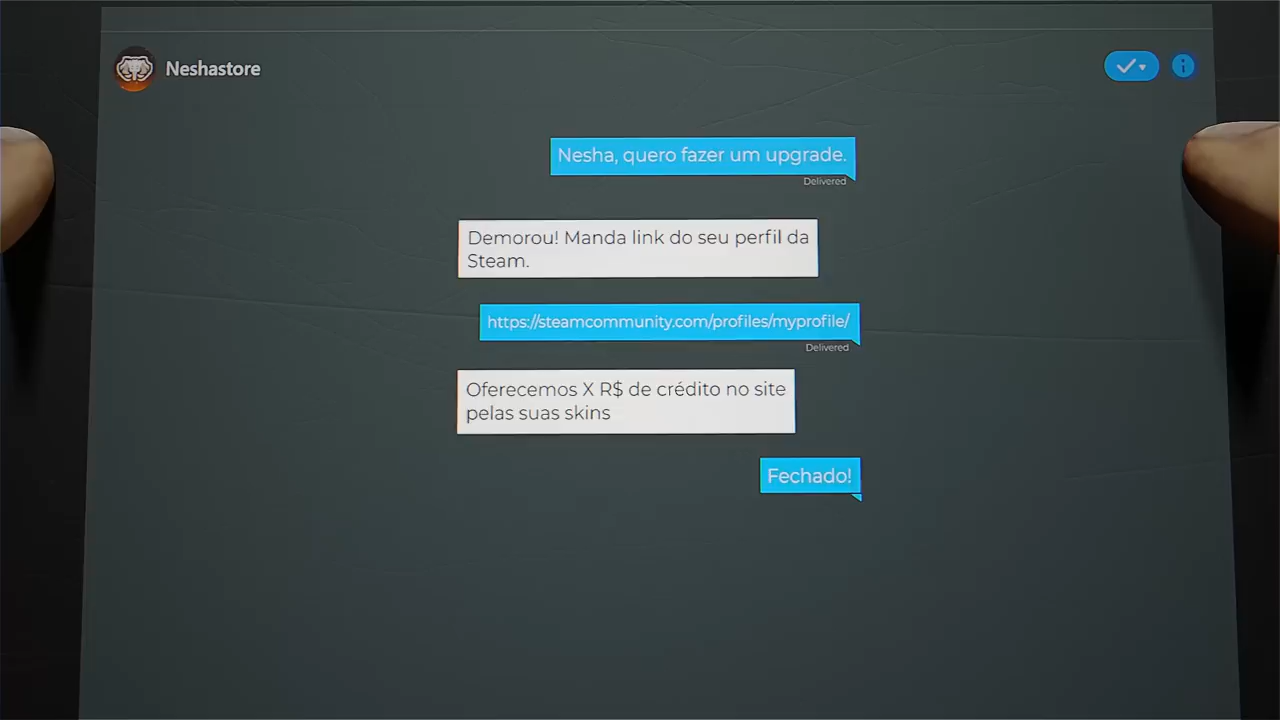 Neshastore
Nesha, quero fazer um upgrade.
Delivered
Demorou! Manda link do seu perfil da
Steam.
https://steamcommunity.com/profiles/myprofile/
Delivered
Oferecemos X R$ de crédito no site
pelas suas skins
Fechado!